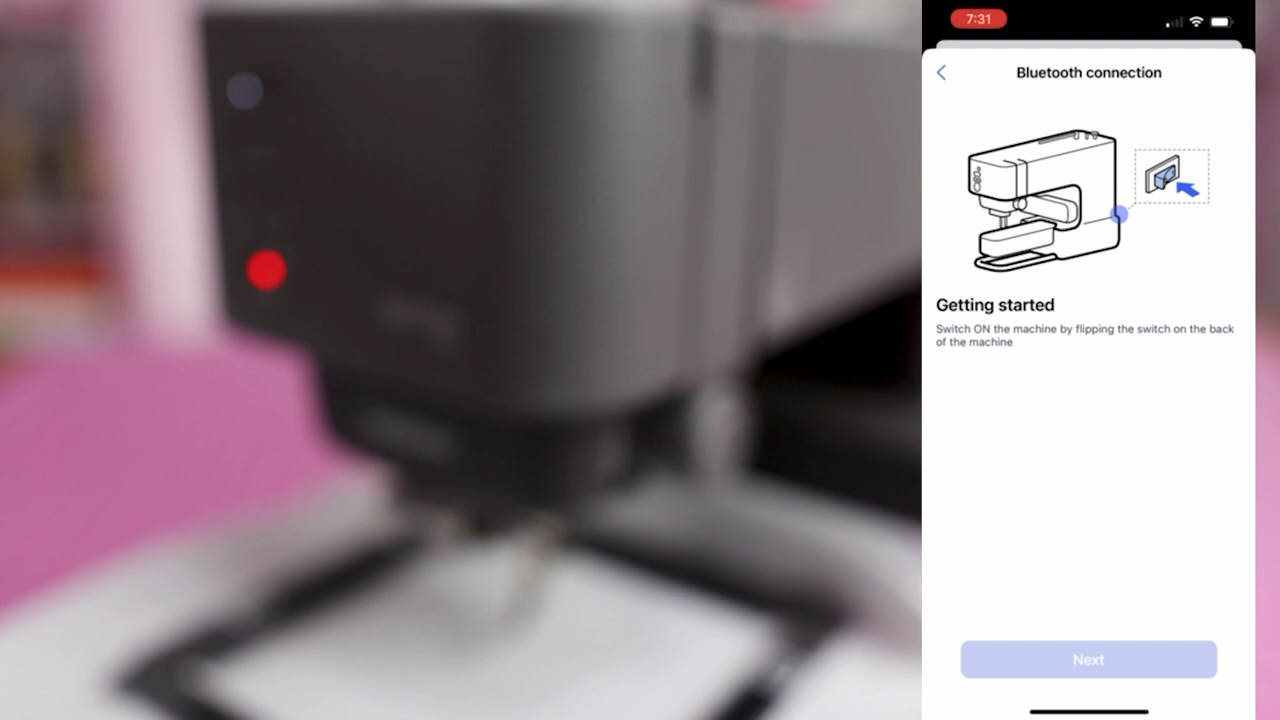 7:31
Bluetooth connection
Getting started
Switch ON the machine by flipping the switch on the back
of the machine
Next